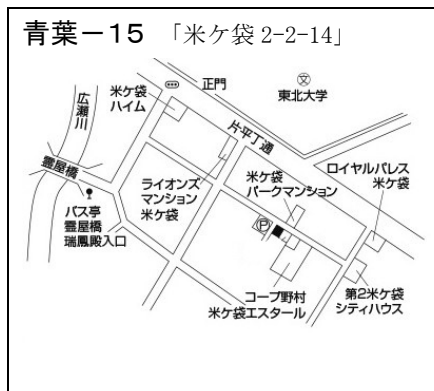 青葉－15 「米ケ袋 2-2-14」
米ケ袋
ハイム
正門
文
東北大学
広瀬川
片平丁通
霊屋橋
ロイヤルパレス
米ケ袋
米ケ袋
パークマンション
ライオンズ
マンション
米ケ袋
バス亭
霊屋橋
瑞鳳殿入口
P
コープ野村
米ケ袋エスタール
第2米ケ袋
シティハウス